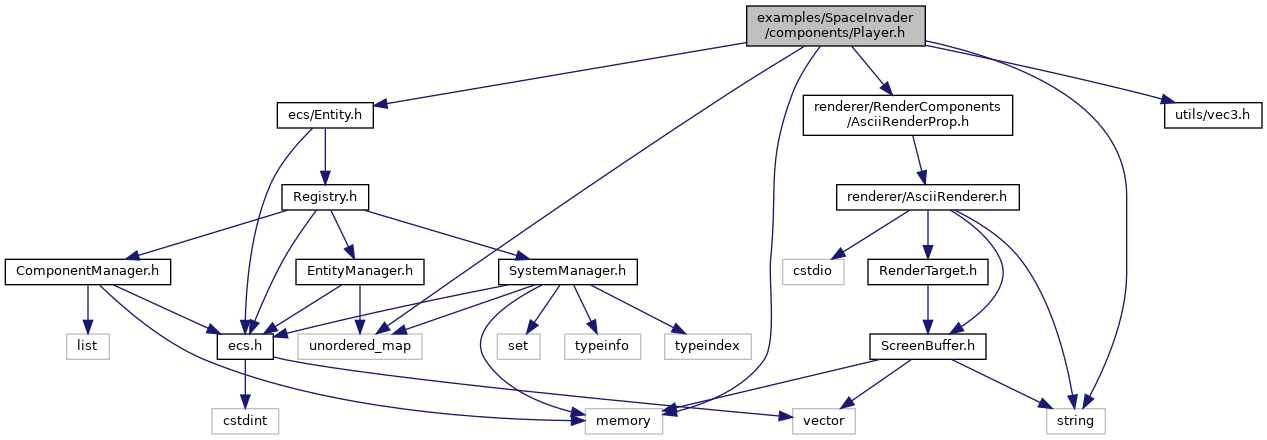 examples/SpaceInvader
/components/Player.h
ecs/Entity.h
renderer/RenderComponents
/AsciiRenderProp.h
utils/vec3.h
Registry.h
renderer/AsciiRenderer.h
ComponentManager.h
EntityManager.h
SystemManager.h
cstdio
RenderTarget.h
list
ecs.h
unordered_map
set
typeinfo
typeindex
ScreenBuffer.h
cstdint
memory
vector
string